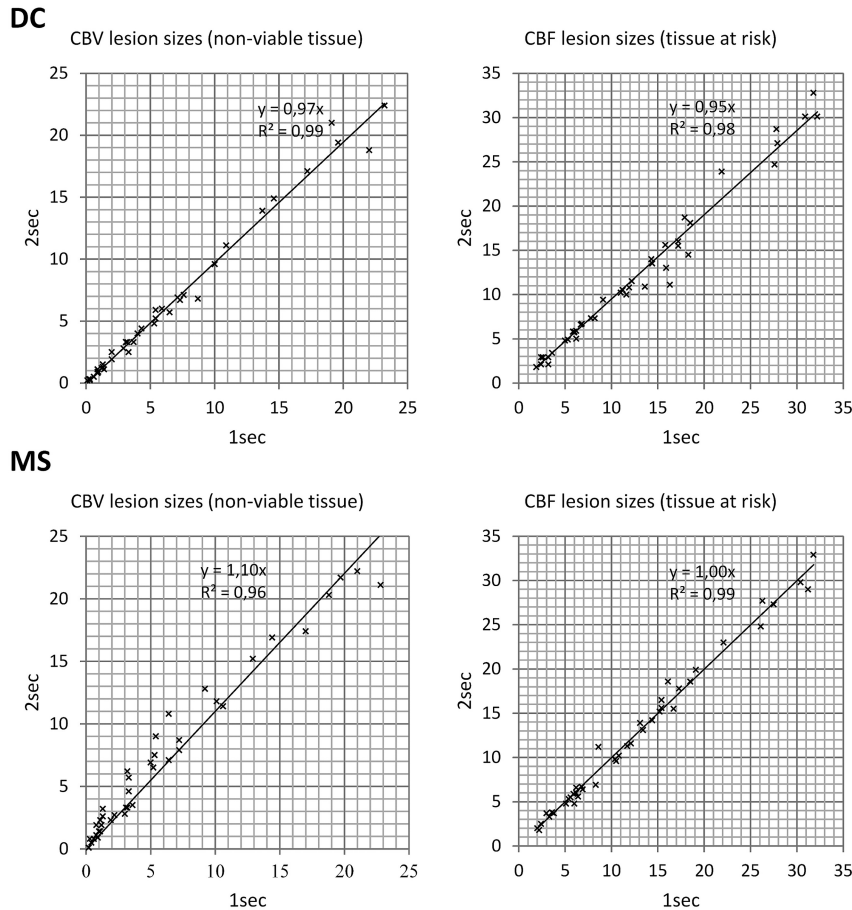 DC
CBV lesion sizes (non-viable tissue)
25
20
15
10
5
0
2sec
y = 0,97x
R² = 0,99
0 5 10 15 20 25
1sec
CBF lesion sizes (tissue at risk)
35
30
25
20
15
10
5
0
2sec
y = 0,95x
R² = 0,98
0 5 10 15 20 25 30 35
1sec
MS
CBV lesion sizes (non-viable tissue)
25
20
15
10
5
0
2sec
y = 1,10x
R² = 0,96
0 5 10 15 20 25
1sec
CBF lesion sizes (tissue at risk)
35
30
25
20
15
10
5
0
2sec
y = 1,00x
R² = 0,99
0 5 10 15 20 25 30 35
1sec